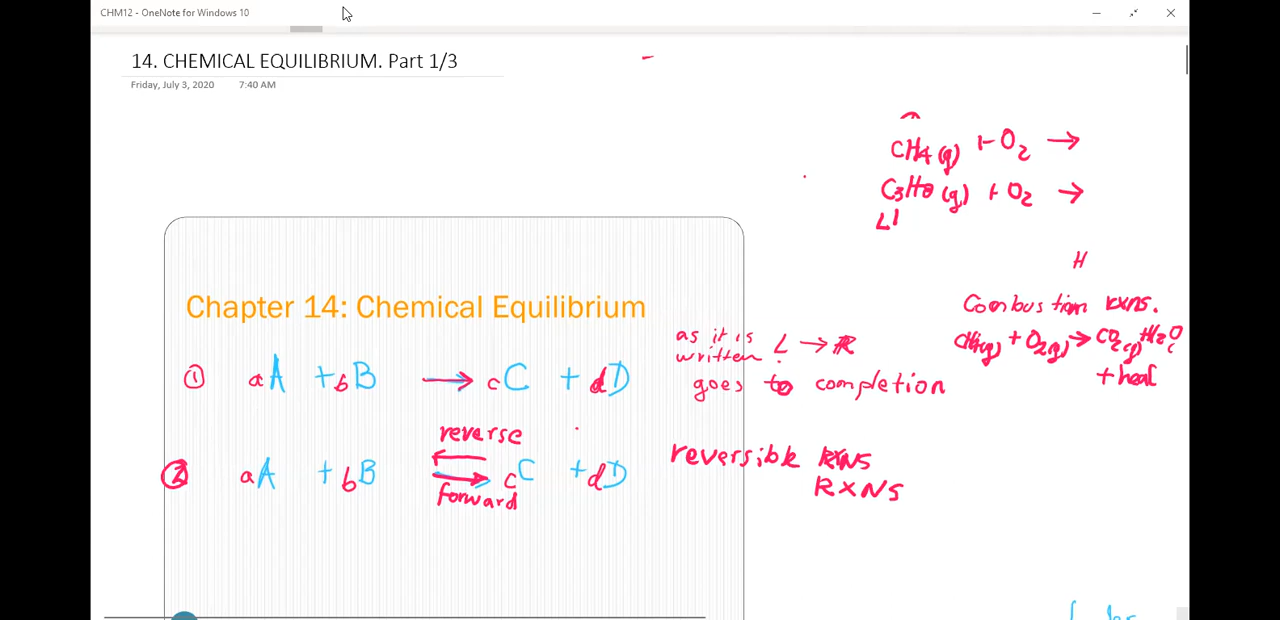 CHM12 - OneNote for Windows 10
14. CHEMICAL EQUILIBRIUM. Part 1/3
Friday, July 3, 2020 7:40 AM
CH4 (g) + O2 →
C3H8 (g) + O2 →
H
Combustion rxns.
CH4(g) + O2(g) → CO2(g) H2O
+ heat
Chapter 14: Chemical Equilibrium
as it is
written L → R
① aA + bB → cC + dD
goes to completion
reverse
② aA + bB ⇌ cC + dD
forward
reversible RXNS
RXNS